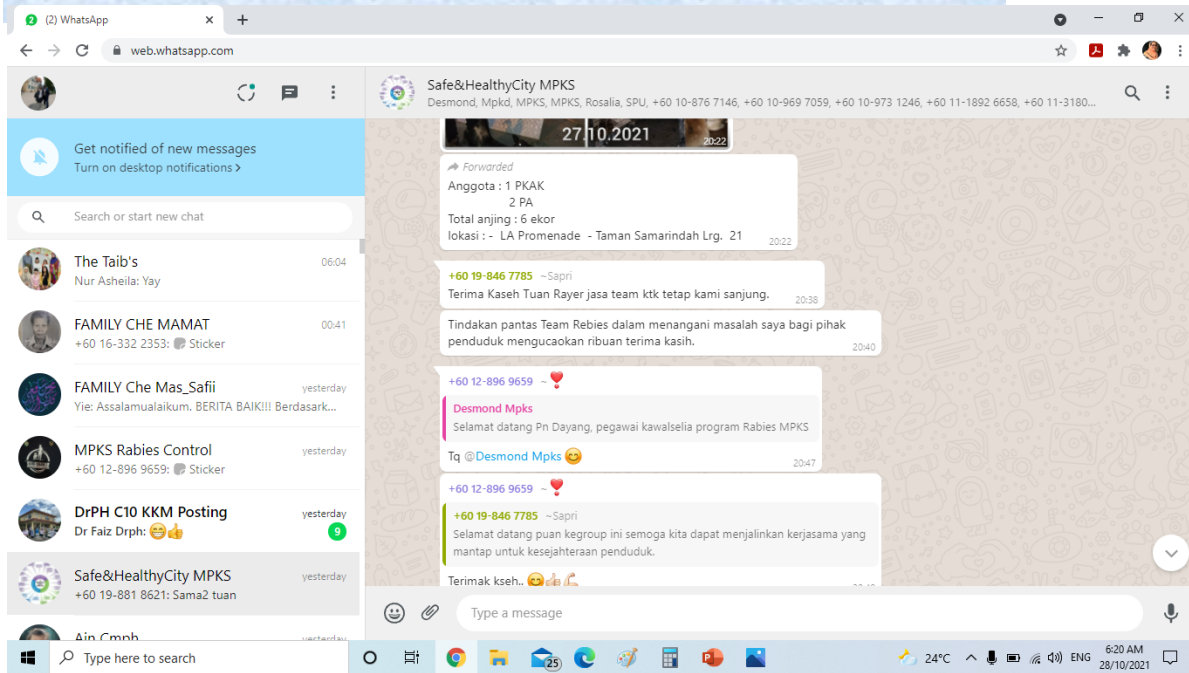 2 (2) WhatsApp
web.whatsapp.com
Get notified of new messages
Turn on desktop notifications >
Search or start new chat
The Taib's 06:04
Nur Asheila: Yay
FAMILY CHE MAMAT 00:41
+60 16-332 2353: Sticker
FAMILY Che Mas_Safii yesterday
Yie: Assalamualaikum. BERITA BAIK!!! Berdasark...
MPKS Rabies Control yesterday
+60 12-896 9659: Sticker
DrPH C10 KKM Posting yesterday
Dr Faiz Drph: 😁👍 9
Safe&HealthyCity MPKS yesterday
+60 19-881 8621: Sama2 tuan
Ain Cmph yesterday
Safe&HealthyCity MPKS
Desmond, Mpkd, MPKS, MPKS, Rosalia, SPU, +60 10-876 7146, +60 10-969 7059, +60 10-973 1246, +60 11-1892 6658, +60 11-3180...
27.10.2021
20:22
Forwarded
Anggota : 1 PKAK
2 PA
Total anjing : 6 ekor
lokasi : - LA Promenade - Taman Samarindah Lrg. 21 20:22
+60 19-846 7785 ~Sapri
Terima Kaseh Tuan Rayer jasa team ktk tetap kami sanjung. 20:38
Tindakan pantas Team Rebies dalam menangani masalah saya bagi pihak
penduduk mengucaokan ribuan terima kasih. 20:40
+60 12-896 9659 ~❣️
Desmond Mpks
Selamat datang Pn Dayang, pegawai kawalselia program Rabies MPKS
Tq @Desmond Mpks 😊 20:47
+60 12-896 9659 ~❣️
+60 19-846 7785 ~Sapri
Selamat datang puan kegroup ini semoga kita dapat menjalinkan kerjasama yang
mantap untuk kesejahteraan penduduk.
Terimak kseh.. 😊👍💪
Type a message
Type here to search
25
24°C ENG 6:20 AM
28/10/2021